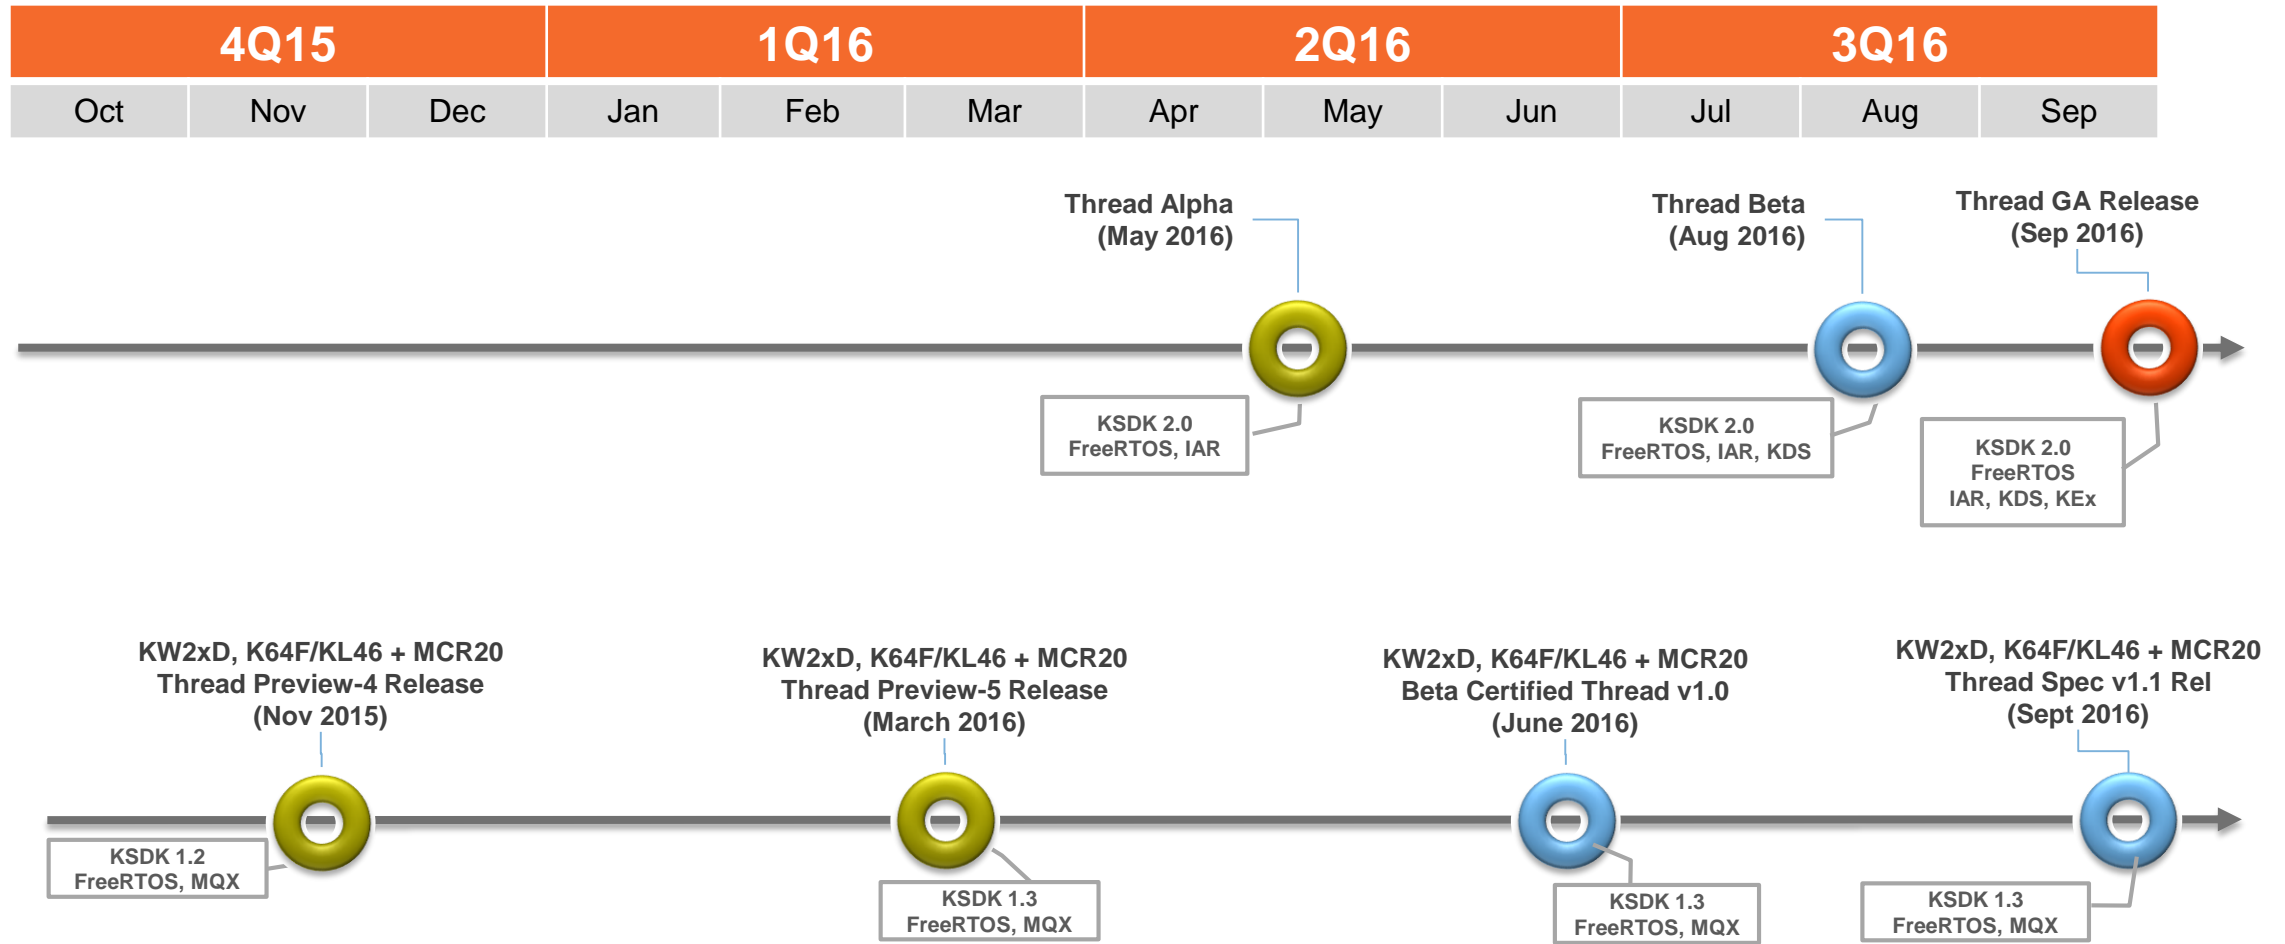 4Q15 1Q16 2Q16 3Q16
Oct Nov Dec Jan Feb Mar Apr May Jun Jul Aug Sep
Thread Alpha
(May 2016)
Thread Beta
(Aug 2016)
Thread GA Release
(Sep 2016)
KSDK 2.0
FreeRTOS, IAR
KSDK 2.0
FreeRTOS, IAR, KDS
KSDK 2.0
FreeRTOS
IAR, KDS, KEx
KW2xD, K64F/KL46 + MCR20
Thread Preview-4 Release
(Nov 2015)
KW2xD, K64F/KL46 + MCR20
Thread Preview-5 Release
(March 2016)
KW2xD, K64F/KL46 + MCR20
Beta Certified Thread v1.0
(June 2016)
KW2xD, K64F/KL46 + MCR20
Thread Spec v1.1 Rel
(Sept 2016)
KSDK 1.2
FreeRTOS, MQX
KSDK 1.3
FreeRTOS, MQX
KSDK 1.3
FreeRTOS, MQX
KSDK 1.3
FreeRTOS, MQX